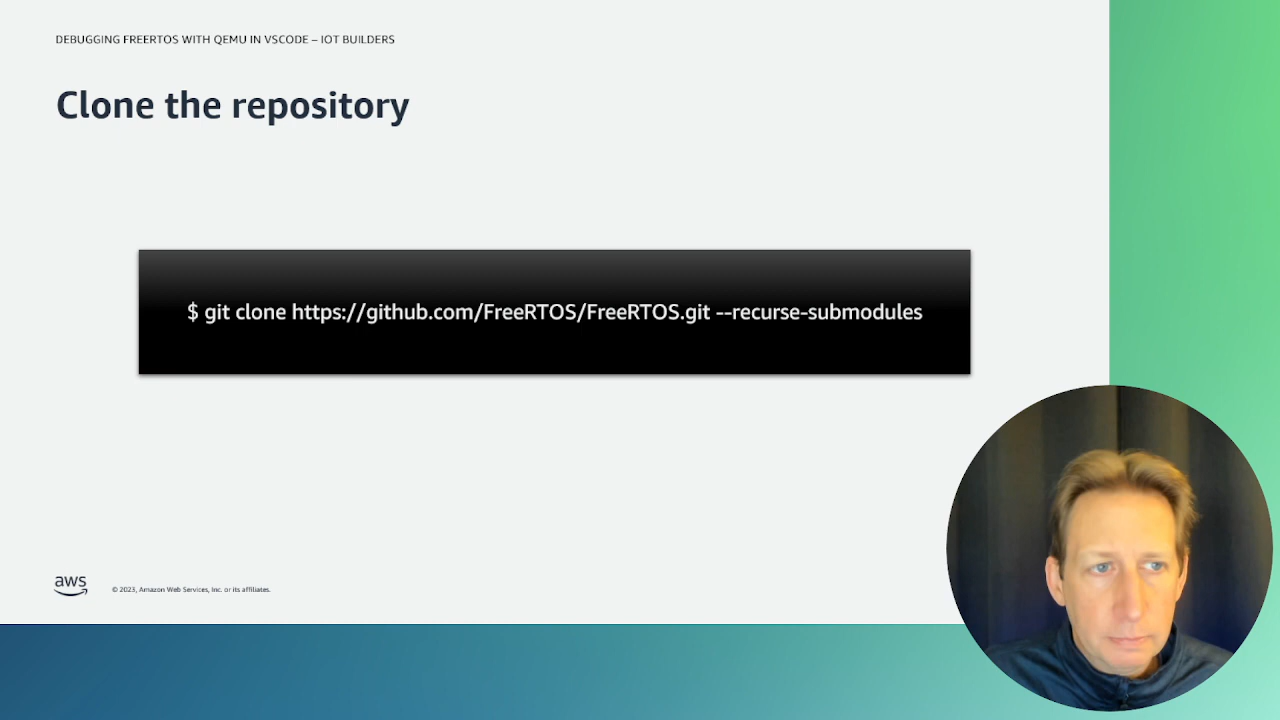 DEBUGGING FREERTOS WITH QEMU IN VSCODE – IOT BUILDERS
Clone the repository
$ git clone https://github.com/FreeRTOS/FreeRTOS.git --recurse-submodules
aws
© 2023, Amazon Web Services, Inc. or its affiliates.